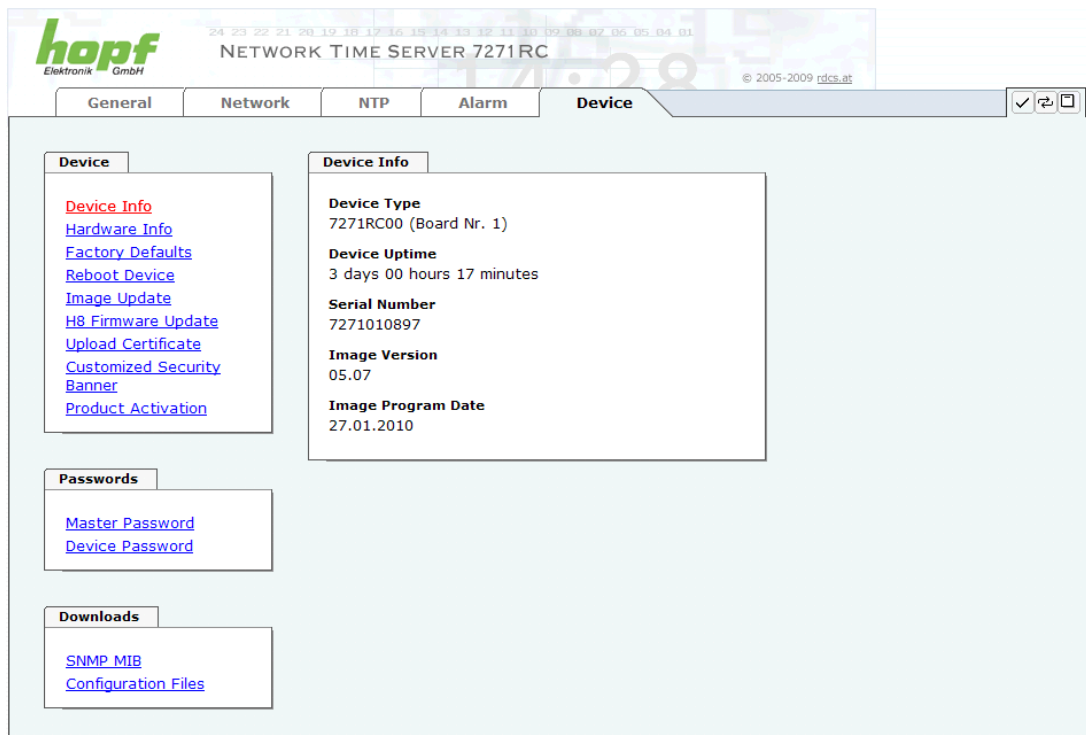 hopf
Elektronik GmbH
24 23 22 21 20 19 18 17 16 15 14 13 12 11 10 09 08 07 06 05 04 01
NETWORK TIME SERVER 7271RC
14:28
© 2005-2009 rdcs.at
General Network NTP Alarm Device
Device
Device Info
Hardware Info
Factory Defaults
Reboot Device
Image Update
H8 Firmware Update
Upload Certificate
Customized Security
Banner
Product Activation
Passwords
Master Password
Device Password
Downloads
SNMP MIB
Configuration Files
Device Info
Device Type
7271RC00 (Board Nr. 1)
Device Uptime
3 days 00 hours 17 minutes
Serial Number
7271010897
Image Version
05.07
Image Program Date
27.01.2010